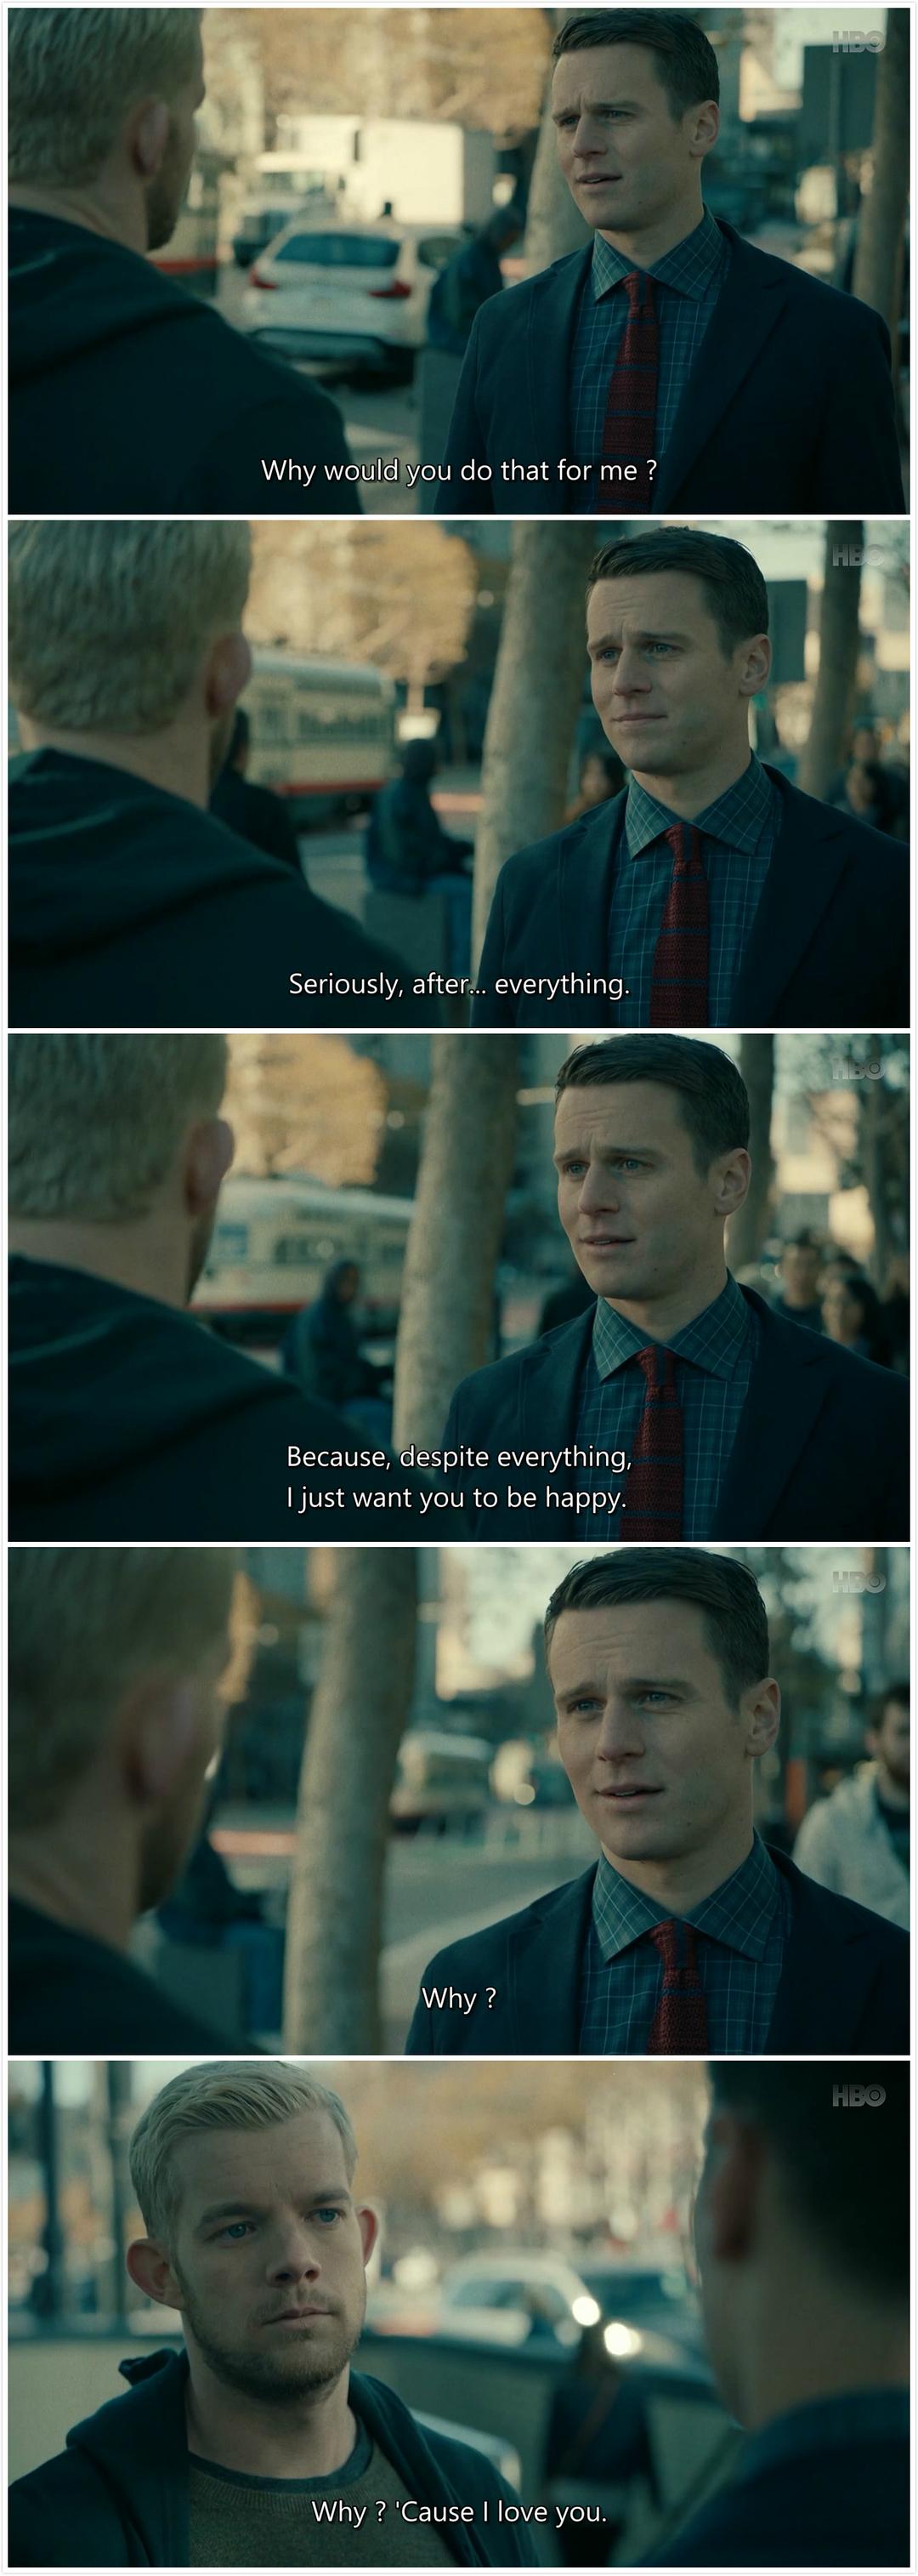 HBO
Why would you do that for me ?
HBO
Seriously, after... everything.
HBO
Because, despite everything,
I just want you to be happy.
HBO
Why ?
HBO
Why ? 'Cause I love you.